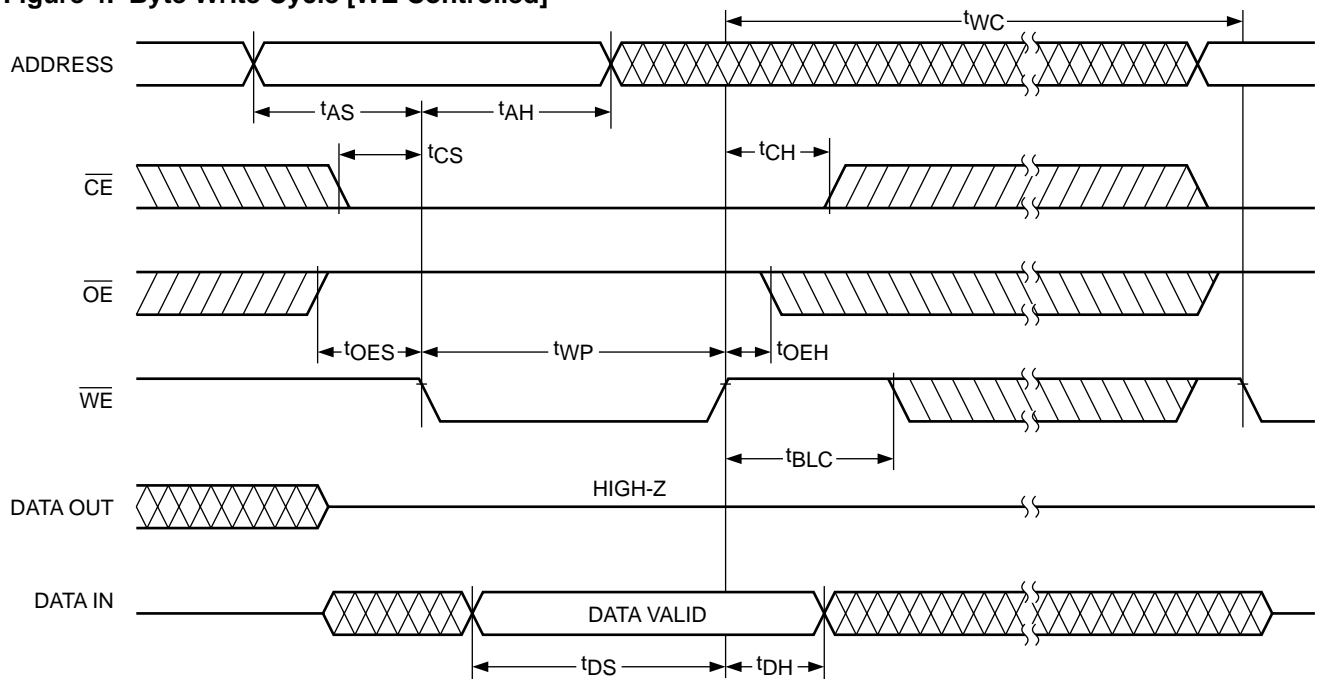 Figure 4. Byte Write Cycle [WE Controlled]
tWC
ADDRESS
tAS
tAH
tCS
tCH
CE
OE
tOES
tWP
tOEH
WE
tBLC
DATA OUT
HIGH-Z
DATA IN
DATA VALID
tDS
tDH